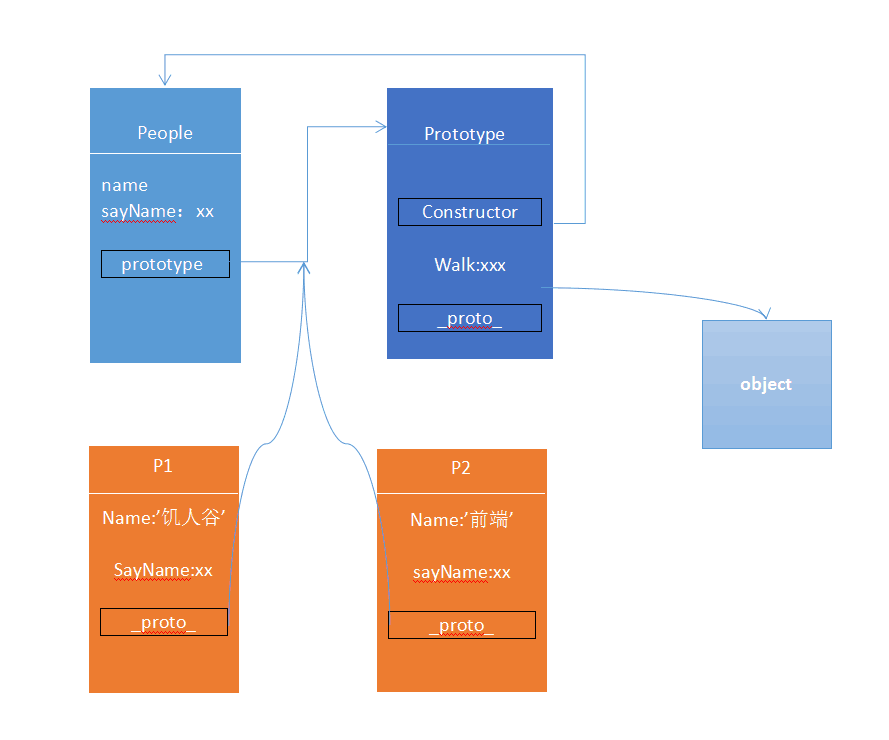 People
name
sayName：xx
prototype
Prototype
Constructor
Walk:xxx
_proto_
object
P1
Name:’饥人谷’
SayName:xx
_proto_
P2
Name:’前端’
sayName:xx
_proto_